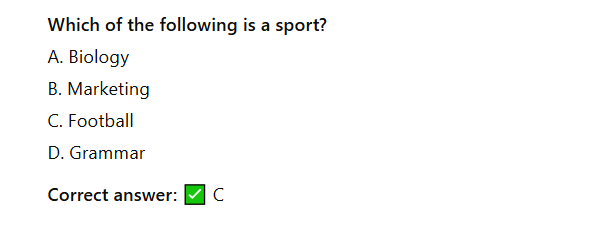 Which of the following is a sport?
A. Biology
B. Marketing
C. Football
D. Grammar
Correct answer: ✅ C